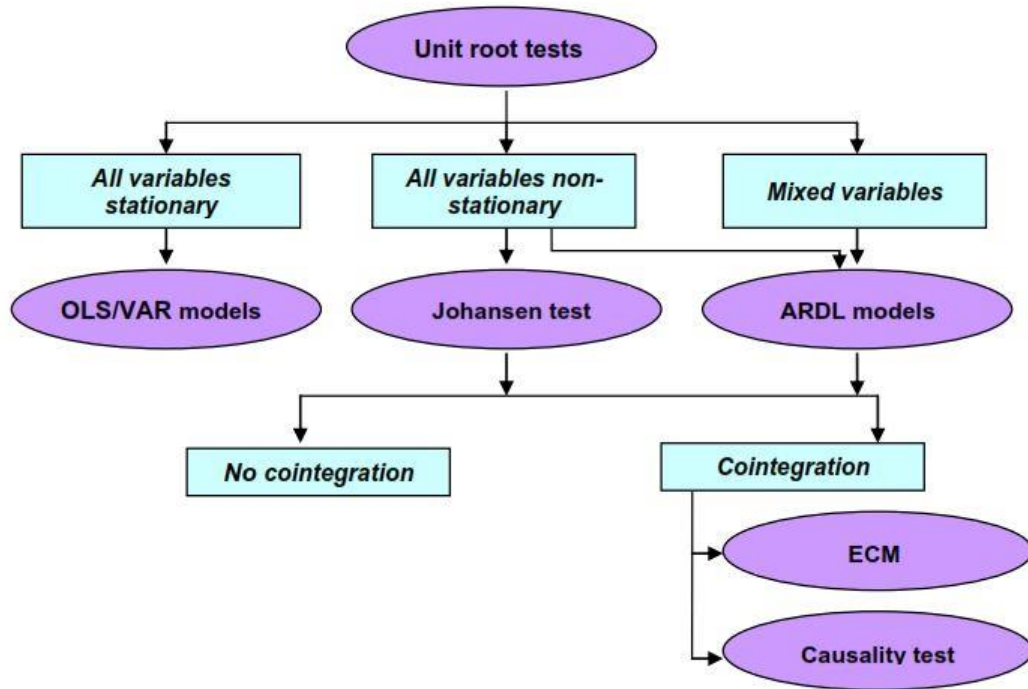 Unit root tests
All variables
stationary
All variables non-
stationary
Mixed variables
OLS/VAR models
Johansen test
ARDL models
No cointegration
Cointegration
ECM
Causality test